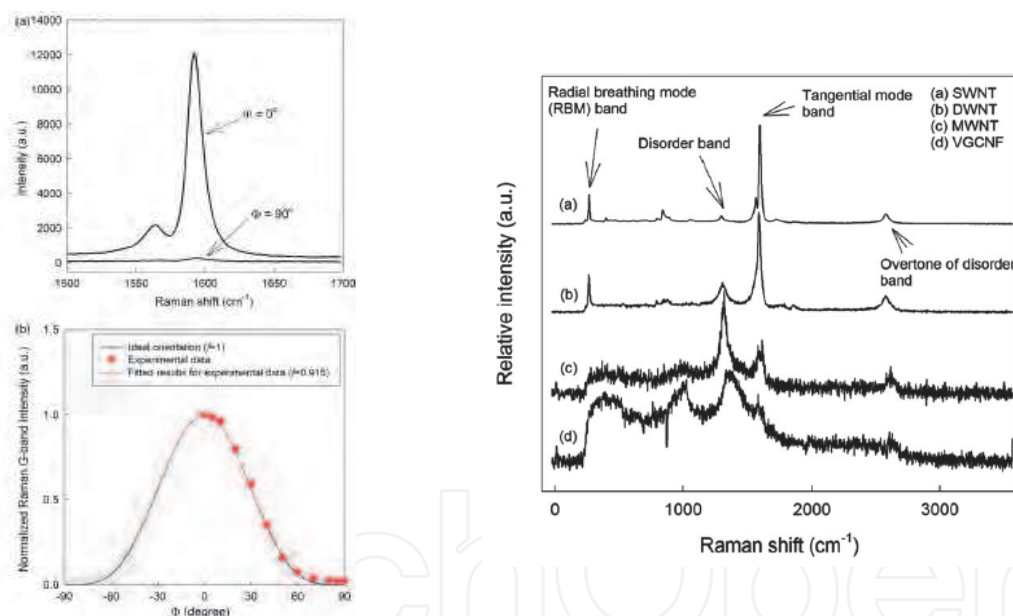 (a)
14000
12000
10000
8000
6000
4000
2000
0
Intensity (a.u.)
Φ = 0°
Φ = 90°
1500 1550 1600 1650 1700
Raman shift (cm-1)
(b)
1.5
1.0
0.5
0.0
Normalized Raman G-band intensity (a.u.)
Ideal orientation (f=1)
Experimental data
Fitted results for experimental data (f=0.915)
-90 -60 -30 0 30 60 90
Φ (degree)
Radial breathing mode
(RBM) band
Disorder band
Tangential mode
band
(a) SWNT
(b) DWNT
(c) MWNT
(d) VGCNF
(a)
Overtone of disorder
band
(b)
(c)
(d)
Relative intensity (a.u.)
0 1000 2000 3000
Raman shift (cm-1)